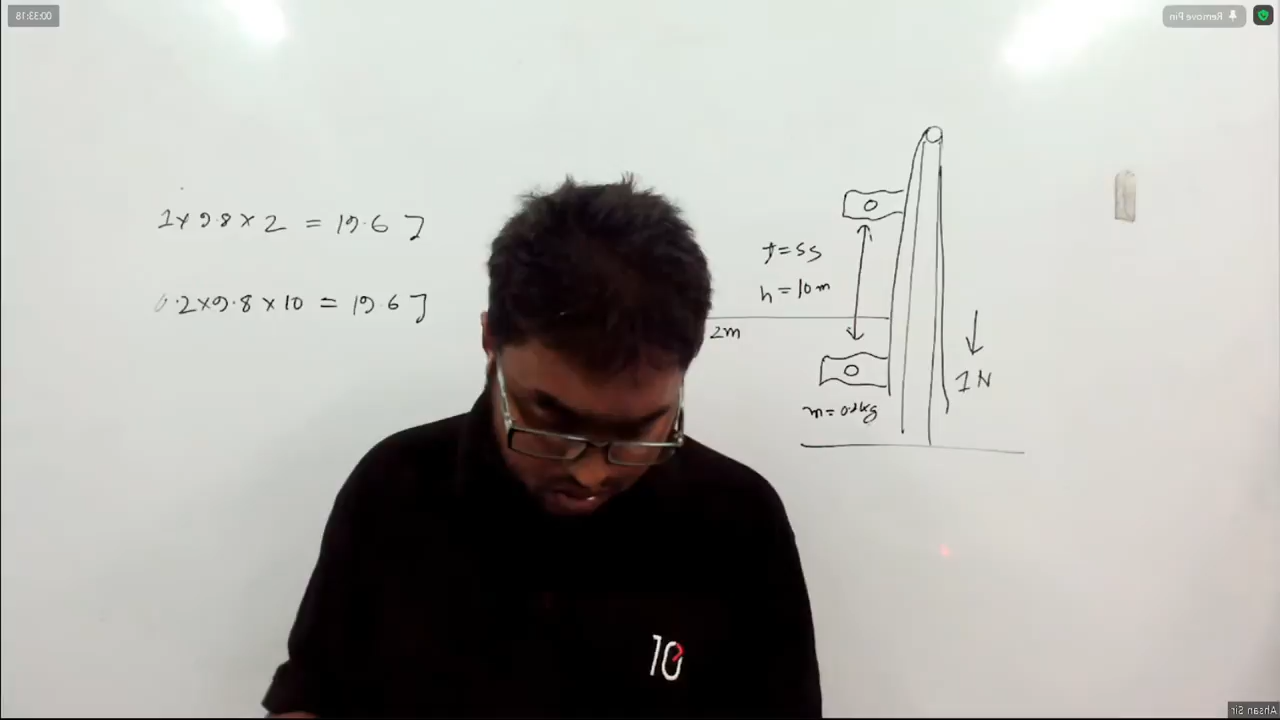 00:33:18
Remove Pin
1×9.8×2 = 19.6 J
0.2×9.8×10 = 19.6 J
t=5s
h=10m
2m
1N
m=0.2kg
10
Ahsan Sir